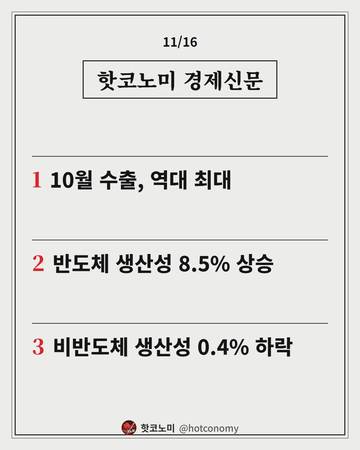 11/16
핫코노미 경제신문
1 10월 수출, 역대 최대
2 반도체 생산성 8.5% 상승
3 비반도체 생산성 0.4% 하락
핫코노미 @hotconomy